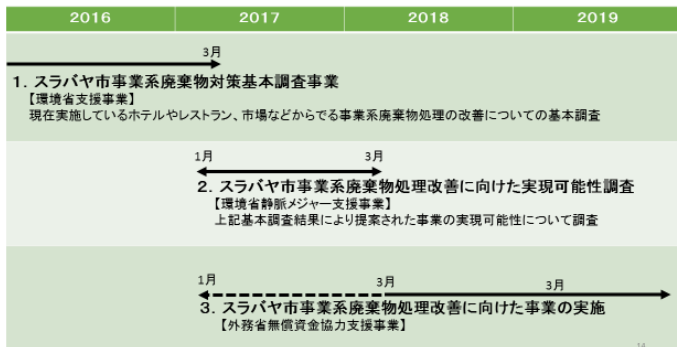 2016 2017 2018 2019
3月
1. スラバヤ市事業系廃棄物対策基本調査事業
【環境省支援事業】
現在実施しているホテルやレストラン、市場などからでる事業系廃棄物処理の改善についての基本調査
1月 3月
2. スラバヤ市事業系廃棄物処理改善に向けた実現可能性調査
【環境省静脈メジャー支援事業】
上記基本調査結果により提案された事業の実現可能性について調査
1月 3月 3月
3. スラバヤ市事業系廃棄物処理改善に向けた事業の実施
【外務省無償資金協力支援事業】